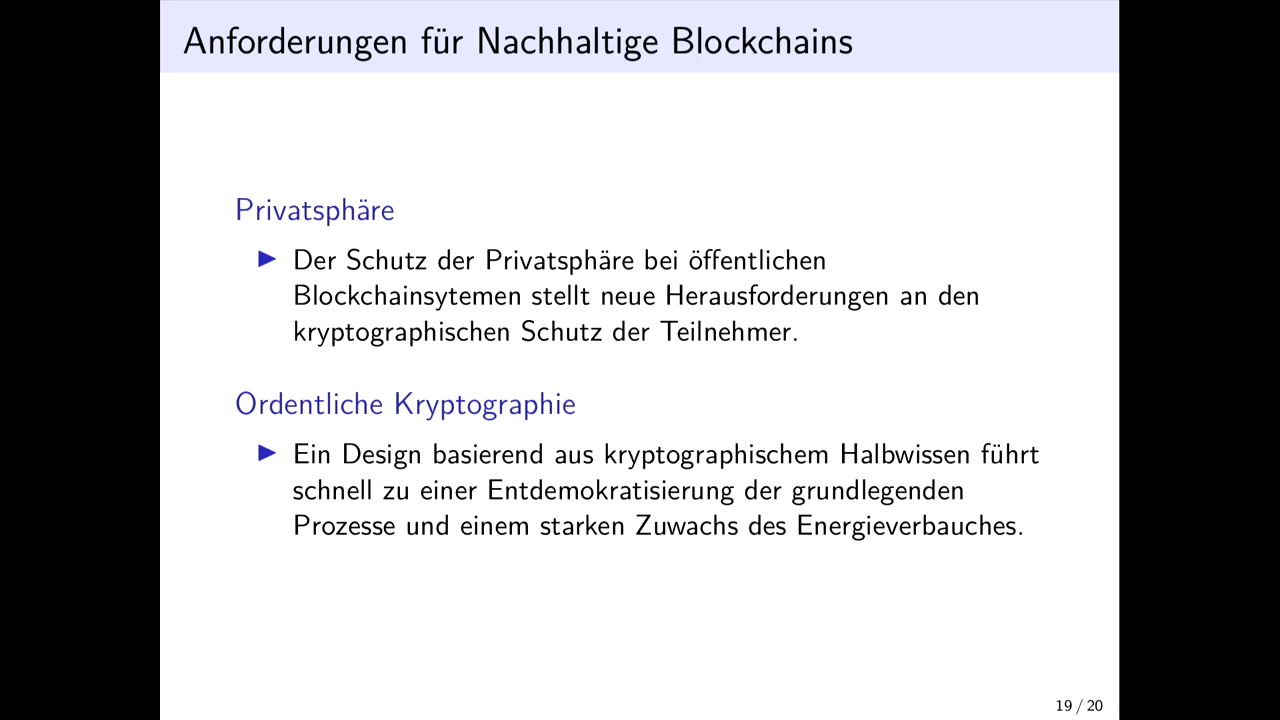 Anforderungen für Nachhaltige Blockchains
Privatsphäre
Der Schutz der Privatsphäre bei öffentlichen
Blockchainsytemen stellt neue Herausforderungen an den
kryptographischen Schutz der Teilnehmer.
Ordentliche Kryptographie
Ein Design basierend aus kryptographischem Halbwissen führt
schnell zu einer Entdemokratisierung der grundlegenden
Prozesse und einem starken Zuwachs des Energieverbauches.
19 / 20